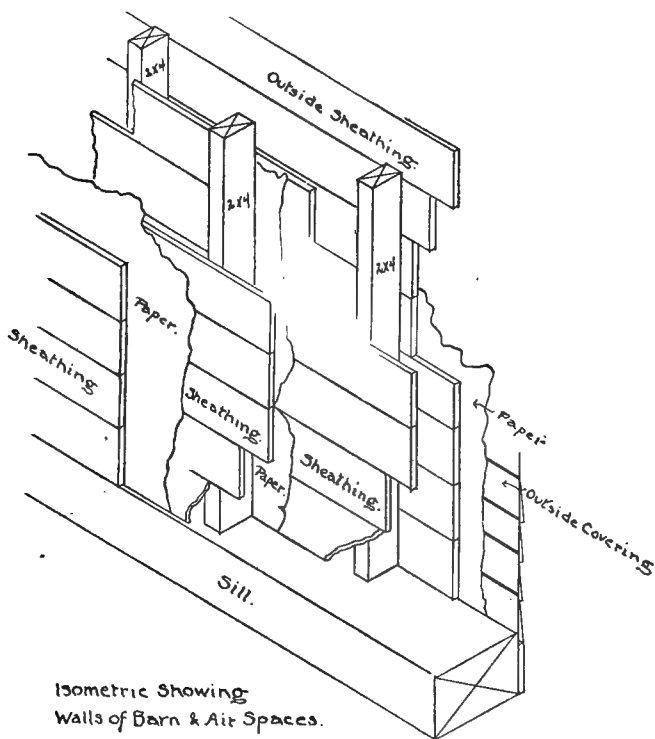 2x4
Outside Sheathing.
2x4
2x4
Paper.
Sheathing
Sheathing.
Paper.
Sheathing.
Paper
Outside Covering
Sill.
Isometric Showing
Walls of Barn & Air Spaces.